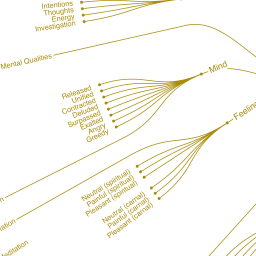 Intentions
Thoughts
Energy
Investigation
Mental Qualities
Mind
Released
Unified
Contracted
Deluded
Surpassed
Exalted
Angry
Greedy
Neutral (spiritual)
Painful (spiritual)
Pleasant (spiritual)
Neutral (carnal)
Painful (carnal)
Pleasant (carnal)